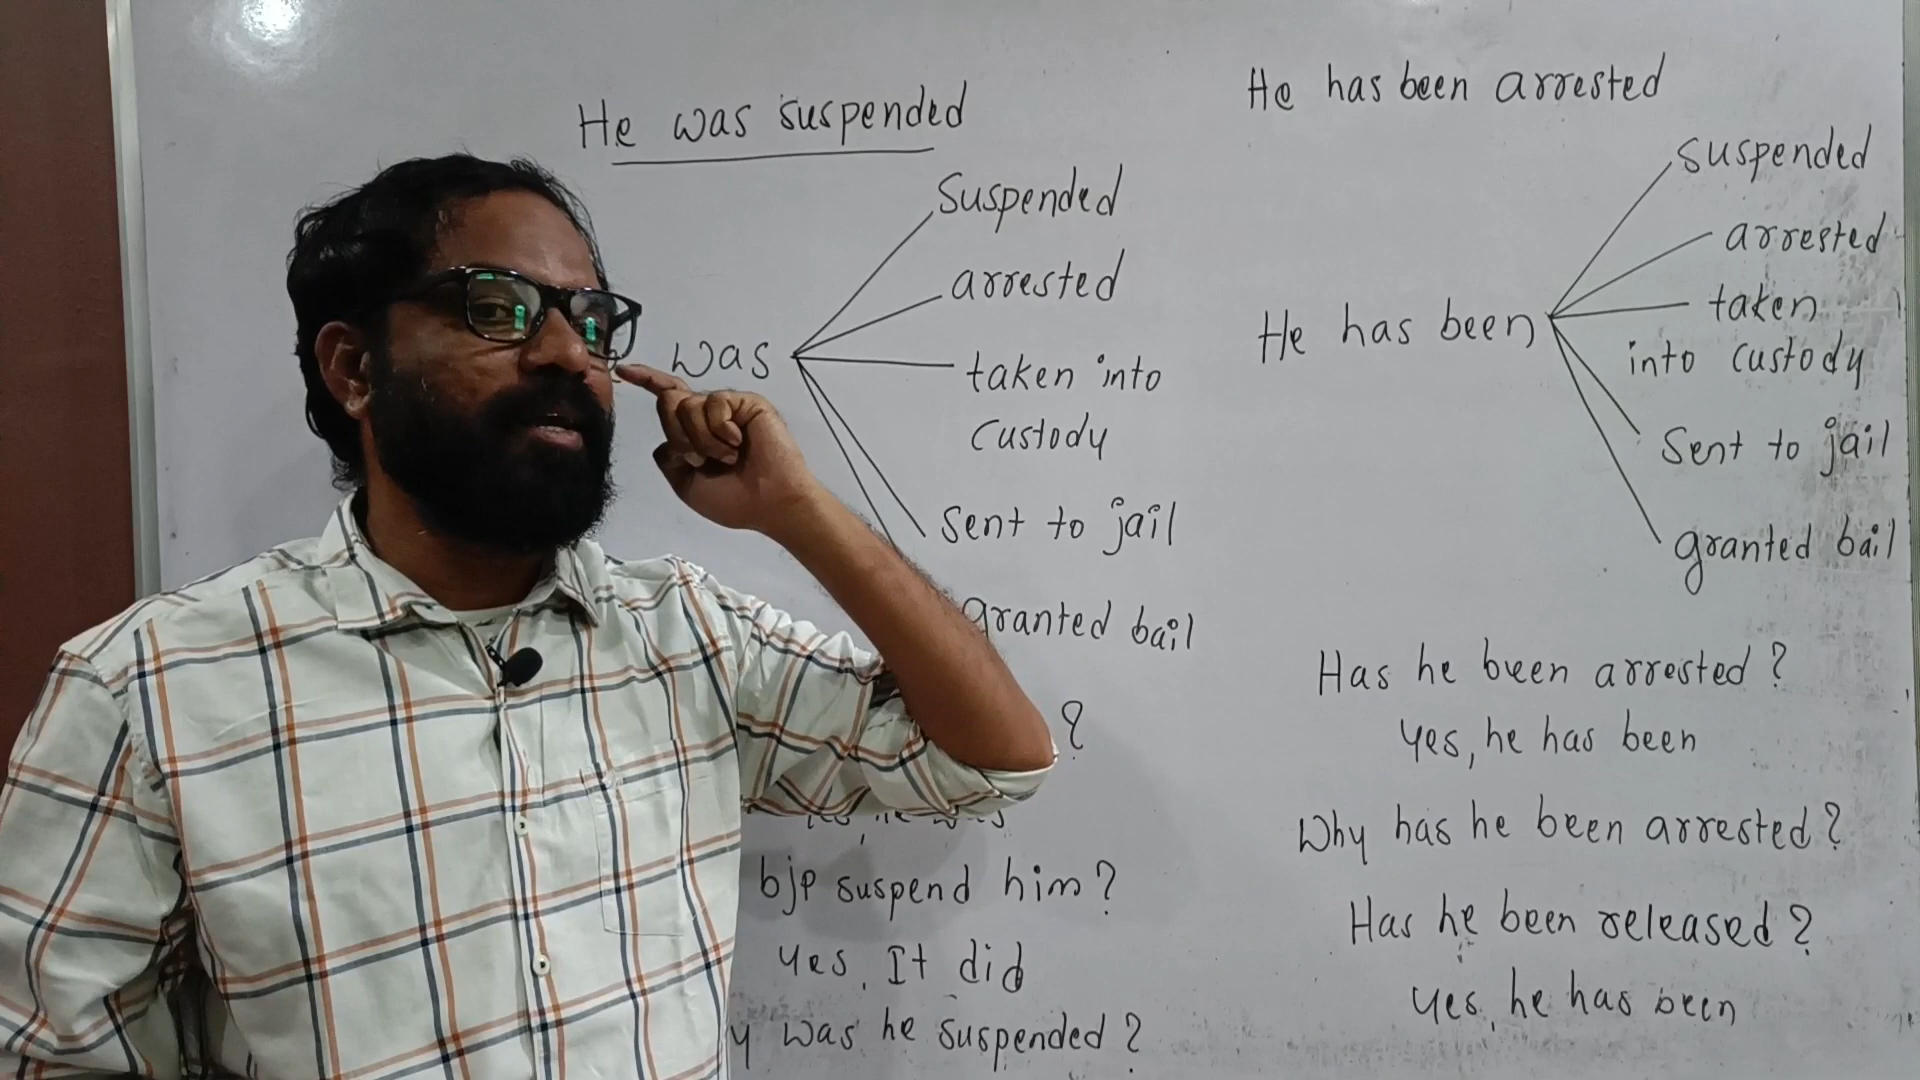 He was suspended
was
suspended
arrested
taken into
custody
sent to jail
granted bail
?
bjp suspend him?
yes, It did
y was he suspended?
He has been arrested
He has been
suspended
arrested
taken
into custody
sent to jail
granted bail
Has he been arrested?
yes, he has been
Why has he been arrested?
Has he been released?
yes, he has been